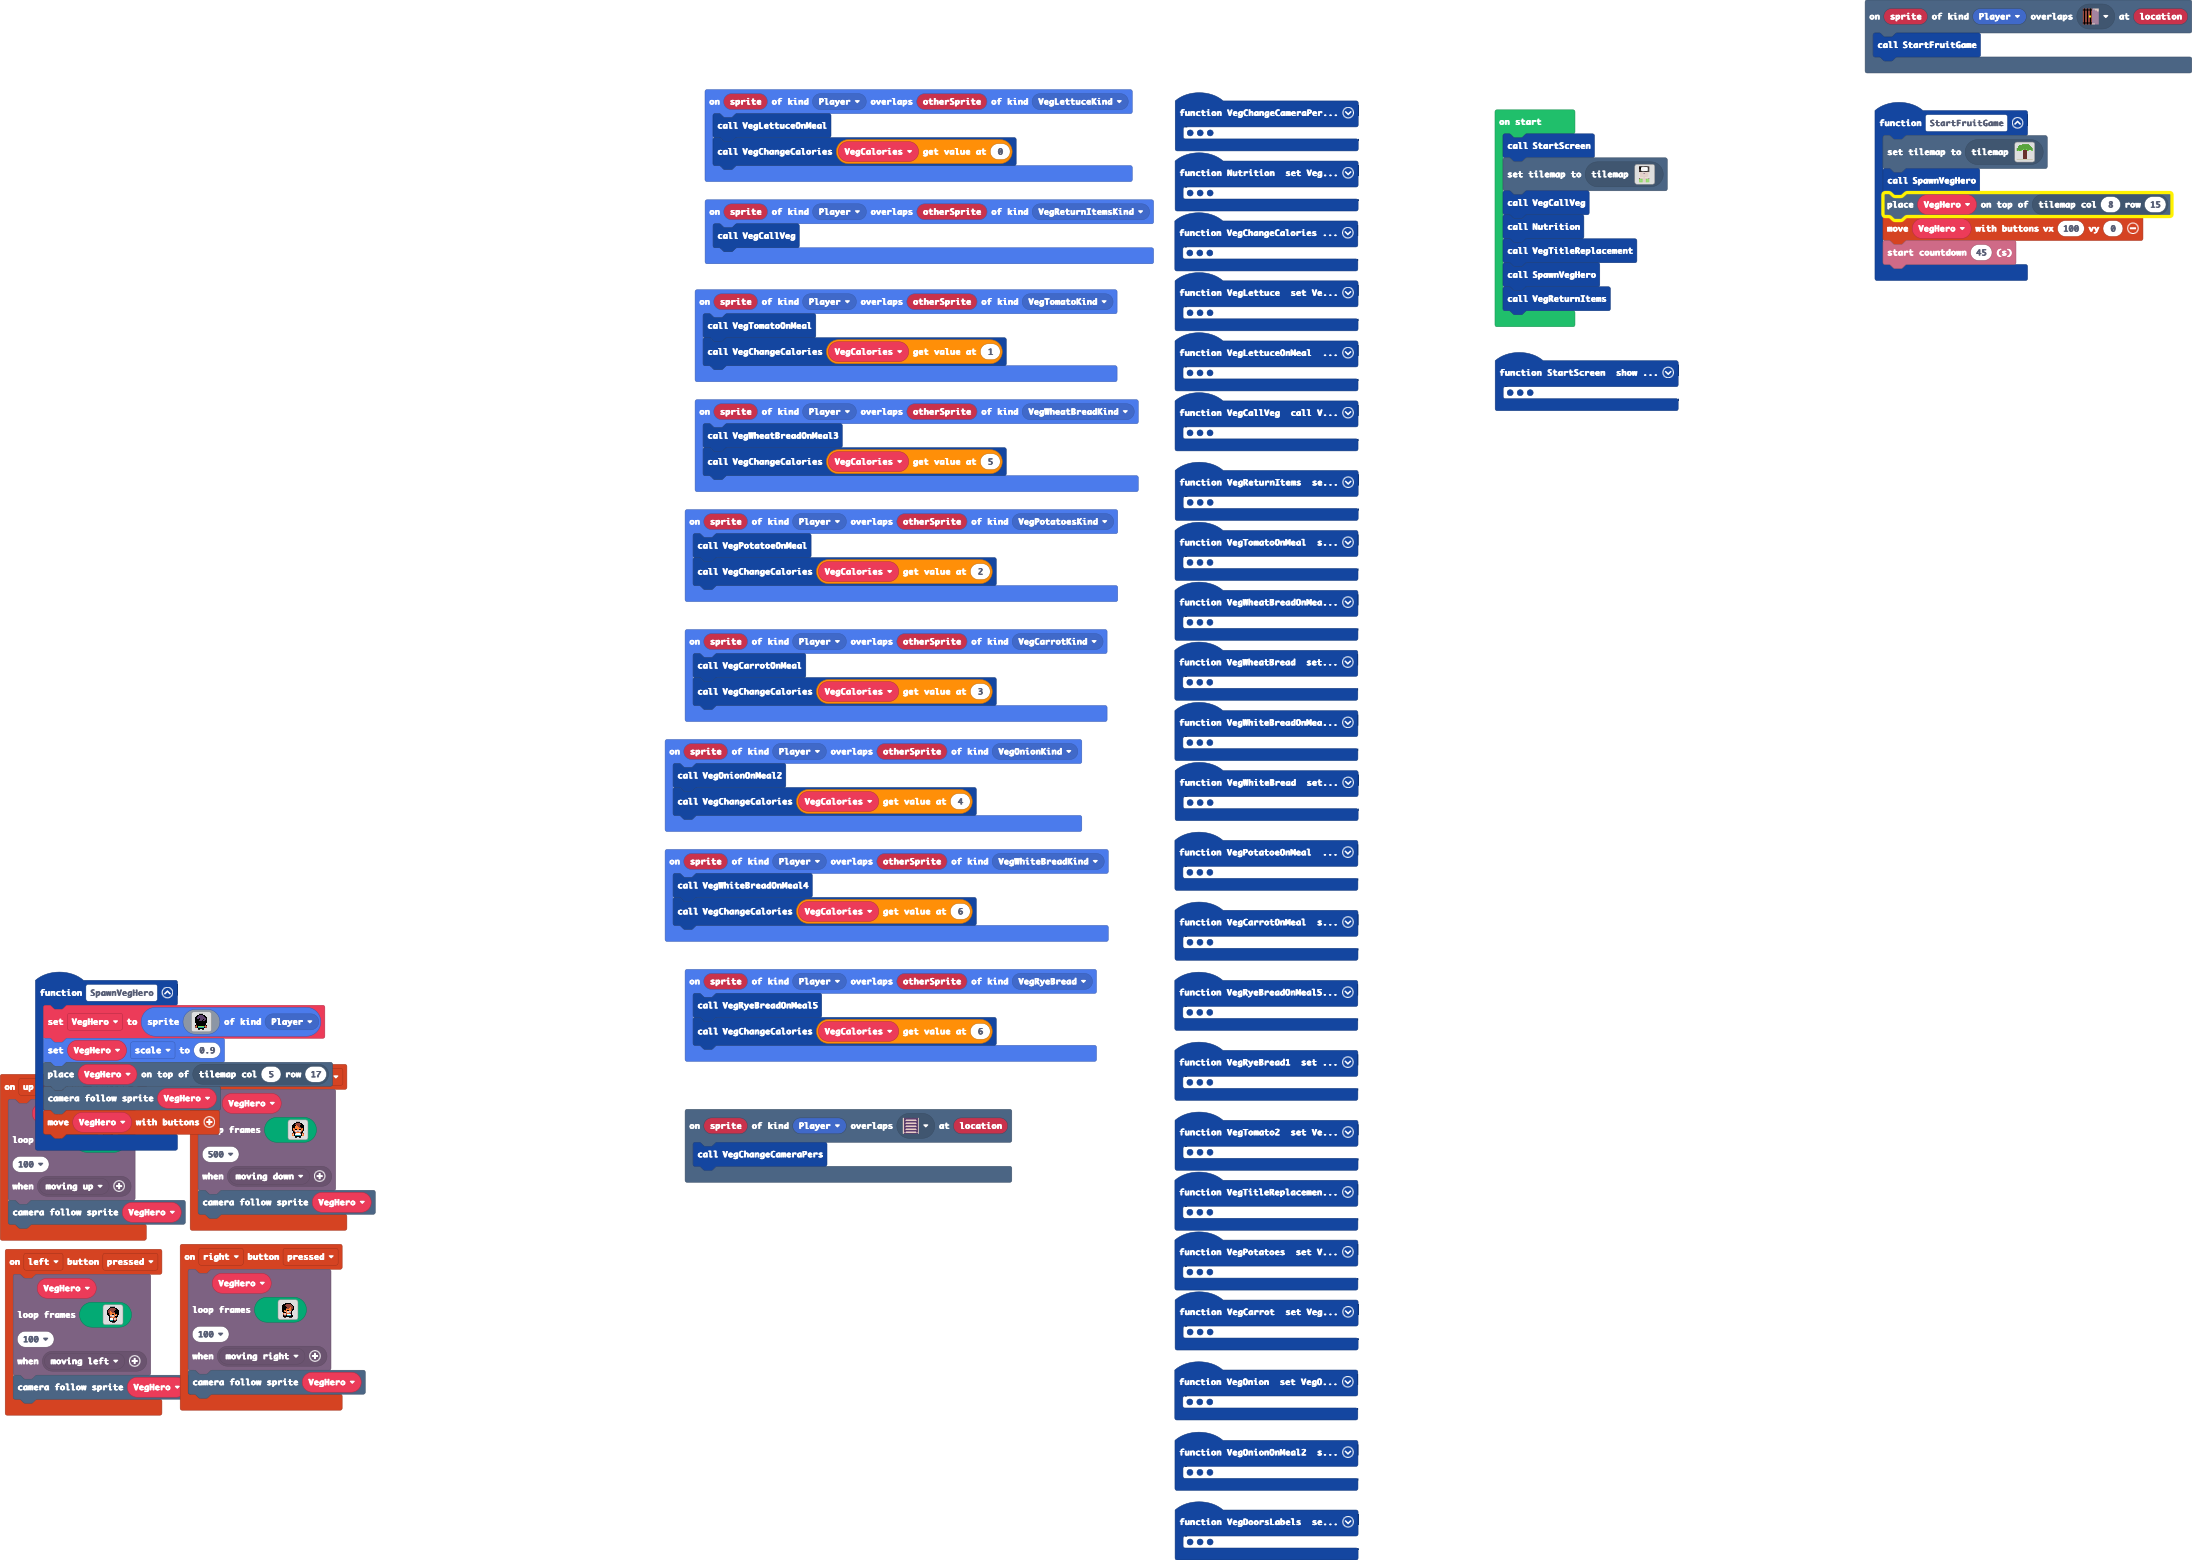 on sprite of kind Player overlaps at location
call StartFruitGame
function StartFruitGame
set tilemap to tilemap
call SpawnVegHero
place VegHero on top of tilemap col 8 row 15
move VegHero with buttons vx 100 vy 0
start countdown 45 (s)
on start
call StartScreen
set tilemap to tilemap
call VegCallVeg
call Nutrition
call VegTitleReplacement
call SpawnVegHero
call VegReturnItems
function StartScreen show ...
on sprite of kind Player overlaps otherSprite of kind VegLettuceKind
call VegLettuceOnMeal
call VegChangeCalories VegCalories get value at 0
on sprite of kind Player overlaps otherSprite of kind VegReturnItemsKind
call VegCallVeg
on sprite of kind Player overlaps otherSprite of kind VegTomatoKind
call VegTomatoOnMeal
call VegChangeCalories VegCalories get value at 1
on sprite of kind Player overlaps otherSprite of kind VegWheatBreadKind
call VegWheatBreadOnMeal3
call VegChangeCalories VegCalories get value at 5
on sprite of kind Player overlaps otherSprite of kind VegPotatoesKind
call VegPotatoeOnMeal
call VegChangeCalories VegCalories get value at 2
on sprite of kind Player overlaps otherSprite of kind VegCarrotKind
call VegCarrotOnMeal
call VegChangeCalories VegCalories get value at 3
on sprite of kind Player overlaps otherSprite of kind VegOnionKind
call VegOnionOnMeal2
call VegChangeCalories VegCalories get value at 4
on sprite of kind Player overlaps otherSprite of kind VegWhiteBreadKind
call VegWhiteBreadOnMeal4
call VegChangeCalories VegCalories get value at 6
on sprite of kind Player overlaps otherSprite of kind VegRyeBread
call VegRyeBreadOnMeal5
call VegChangeCalories VegCalories get value at 6
on sprite of kind Player overlaps at location
call VegChangeCameraPers
function VegChangeCameraPer...
function Nutrition set Veg...
function VegChangeCalories ...
function VegLettuce set Ve...
function VegLettuceOnMeal ...
function VegCallVeg call V...
function VegReturnItems se...
function VegTomatoOnMeal s...
function VegWheatBreadOnMea...
function VegWheatBread set...
function VegWhiteBreadOnMea...
function VegWhiteBread set...
function VegPotatoeOnMeal ...
function VegCarrotOnMeal s...
function VegRyeBreadOnMeal5...
function VegRyeBread1 set ...
function VegTomato2 set Ve...
function VegTitleReplacemen...
function VegPotatoes set V...
function VegCarrot set Veg...
function VegOnion set VegO...
function VegOnionOnMeal2 s...
function VegDoorsLabels se...
function SpawnVegHero
set VegHero to sprite of kind Player
set VegHero scale to 0.9
place VegHero on top of tilemap col 5 row 17
camera follow sprite VegHero
move VegHero with buttons
on up
loop
100
when moving up
camera follow sprite VegHero
VegHero
frames
500
when moving down
camera follow sprite VegHero
on left button pressed
VegHero
loop frames
100
when moving left
camera follow sprite VegHero
on right button pressed
VegHero
loop frames
100
when moving right
camera follow sprite VegHero